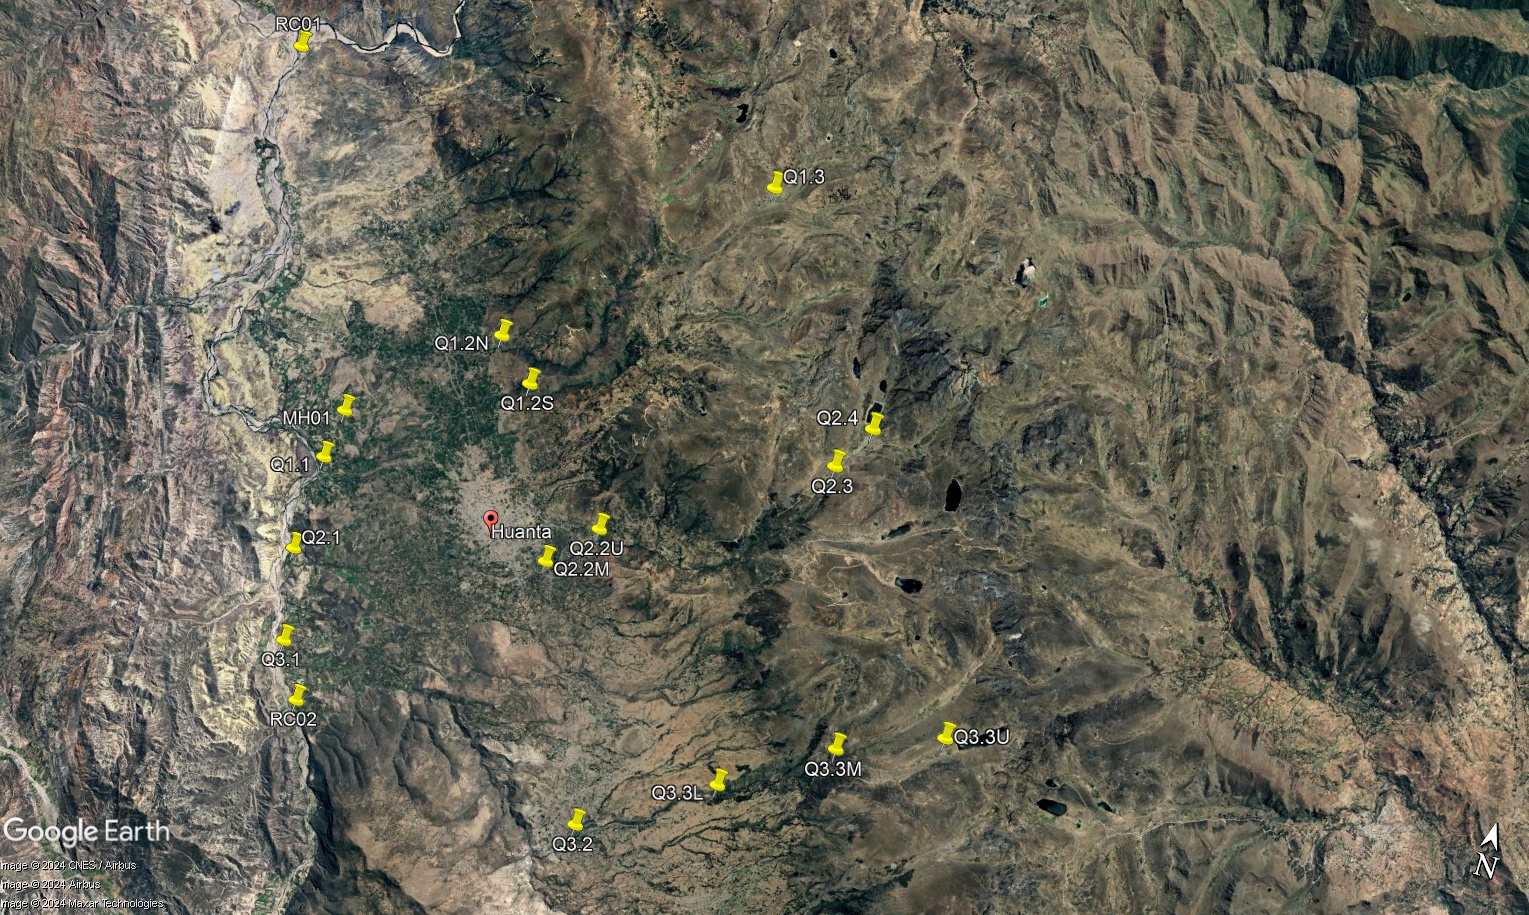 RC01
Q1.3
Q1.2N
Q1.2S
MH01
Q2.4
Q1.1
Q2.3
Huanta
Q2.1
Q2.2U
Q2.2M
Q3.1
RC02
Q3.3U
Q3.3M
Q3.3L
Q3.2
Google Earth
mage © 2024 CNES / Airbus
mage © 2024 Airbus
mage © 2024 Maxar Technologies
N